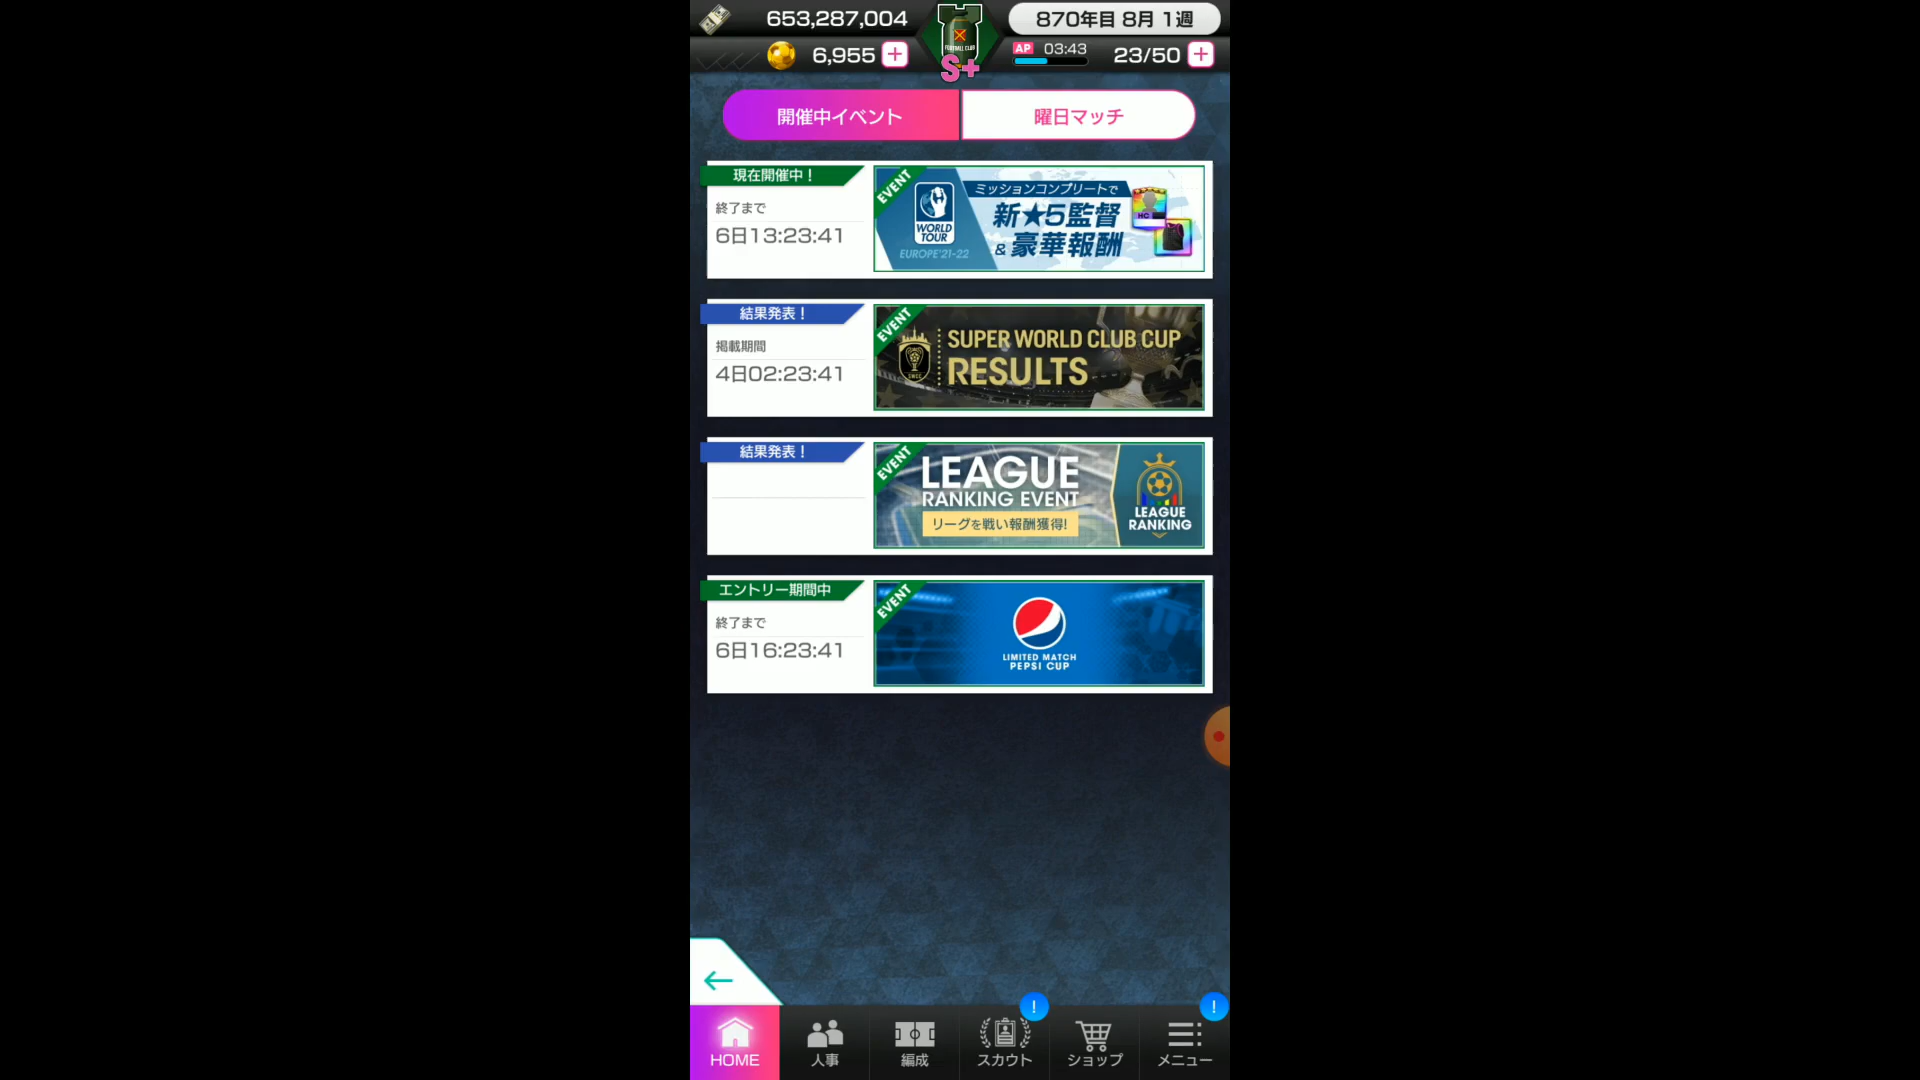 653,287,004
870年目 8月 1週
6,955
FOOTBALL CLUB
S+
AP 03:43
23/50
開催中イベント
曜日マッチ
現在開催中！
終了まで
6日13:23:41
EVENT
WORLD
TOUR
EUROPE'21-22
ミッションコンプリートで
新★5監督
&豪華報酬
HC
結果発表！
掲載期間
4日02:23:41
EVENT
SWCC
SUPER WORLD CLUB CUP
RESULTS
結果発表！
EVENT
LEAGUE
RANKING EVENT
リーグを戦い報酬獲得!
LEAGUE
RANKING
エントリー期間中
終了まで
6日16:23:41
EVENT
LIMITED MATCH
PEPSI CUP
HOME
人事
編成
スカウト
ショップ
メニュー